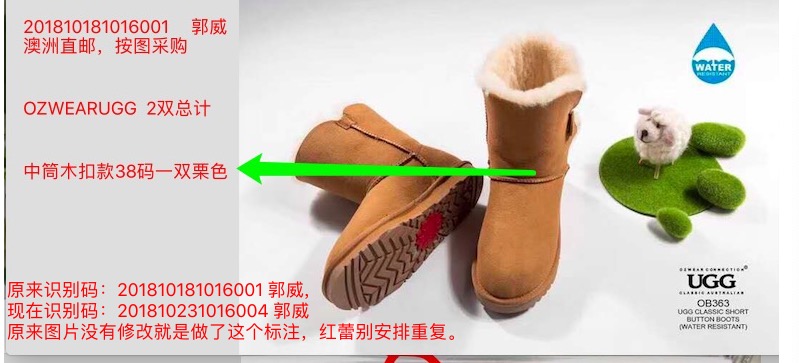 201810181016001 郭威
澳洲直邮，按图采购
OZWEARUGG 2双总计
中筒木扣款38码一双栗色
原来识别码：201810181016001 郭威，
现在识别码：201810231016004 郭威
原来图片没有修改就是做了这个标注，红蕾别安排重复。
WATER
RESISTANT
OZWEAR CONNECTION®
UGG
CLASSIC AUSTRALIAN
OB363
UGG CLASSIC SHORT
BUTTON BOOTS
(WATER RESISTANT)